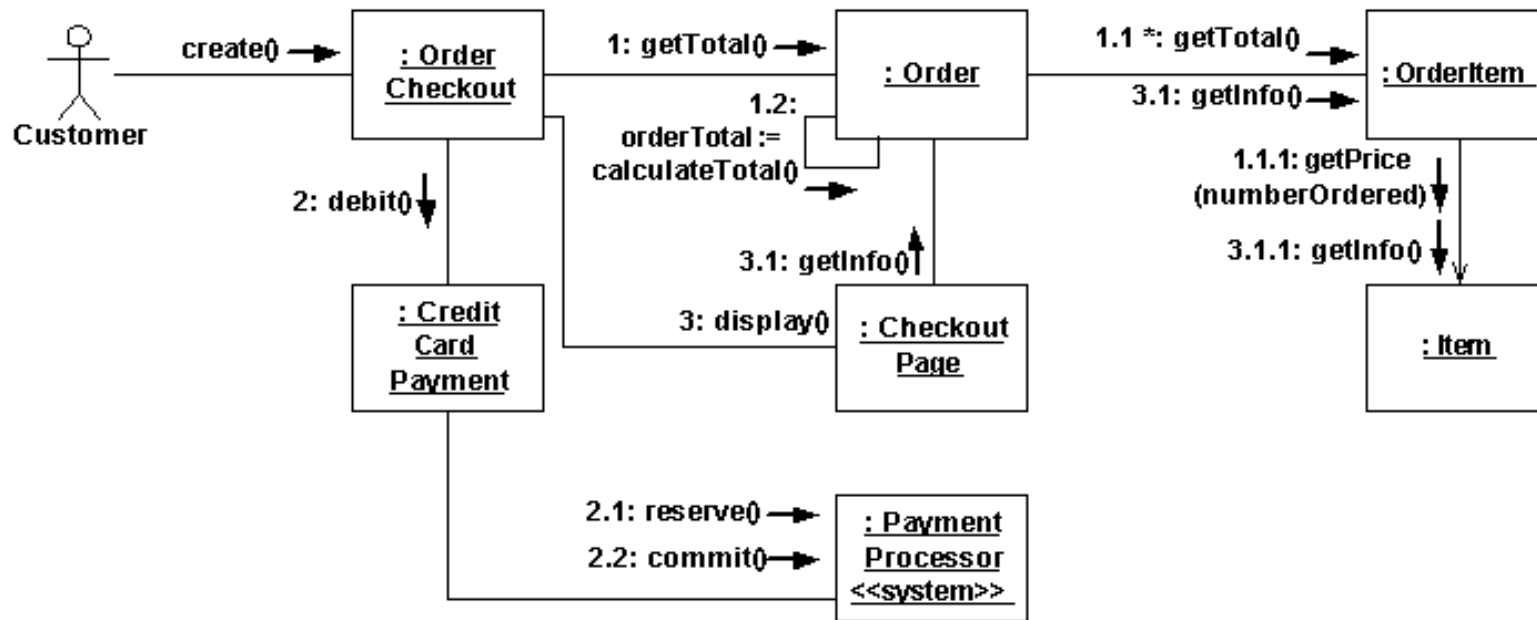 create()
Customer
: Order
Checkout
1: getTotal()
: Order
1.1 *: getTotal()
3.1: getInfo()
: OrderItem
1.2:
orderTotal :=
calculateTotal()
2: debit()
1.1.1: getPrice
(numberOrdered)
3.1.1: getInfo()
3.1: getInfo()
3: display()
: Credit
Card
Payment
: Checkout
Page
: Item
2.1: reserve()
2.2: commit()
: Payment
Processor
<<system>>